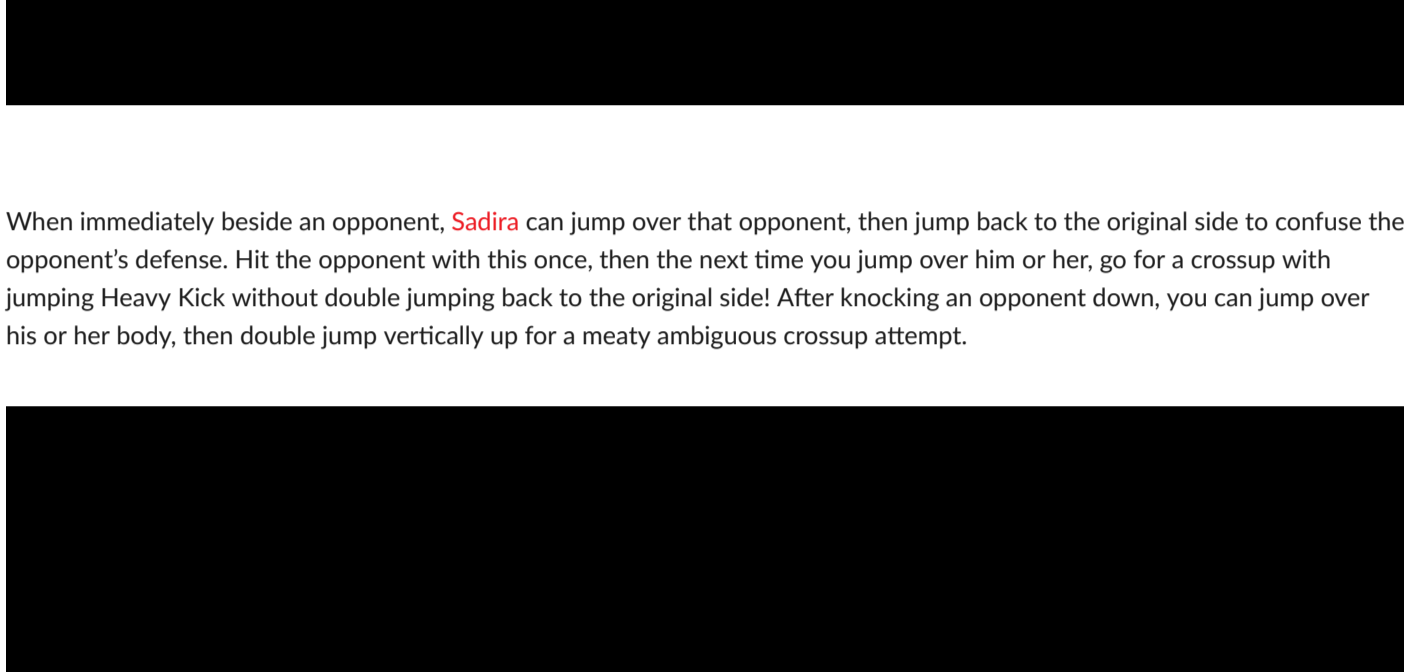 When immediately beside an opponent, Sadira can jump over that opponent, then jump back to the original side to confuse the
opponent’s defense. Hit the opponent with this once, then the next time you jump over him or her, go for a crossup with
jumping Heavy Kick without double jumping back to the original side! After knocking an opponent down, you can jump over
his or her body, then double jump vertically up for a meaty ambiguous crossup attempt.